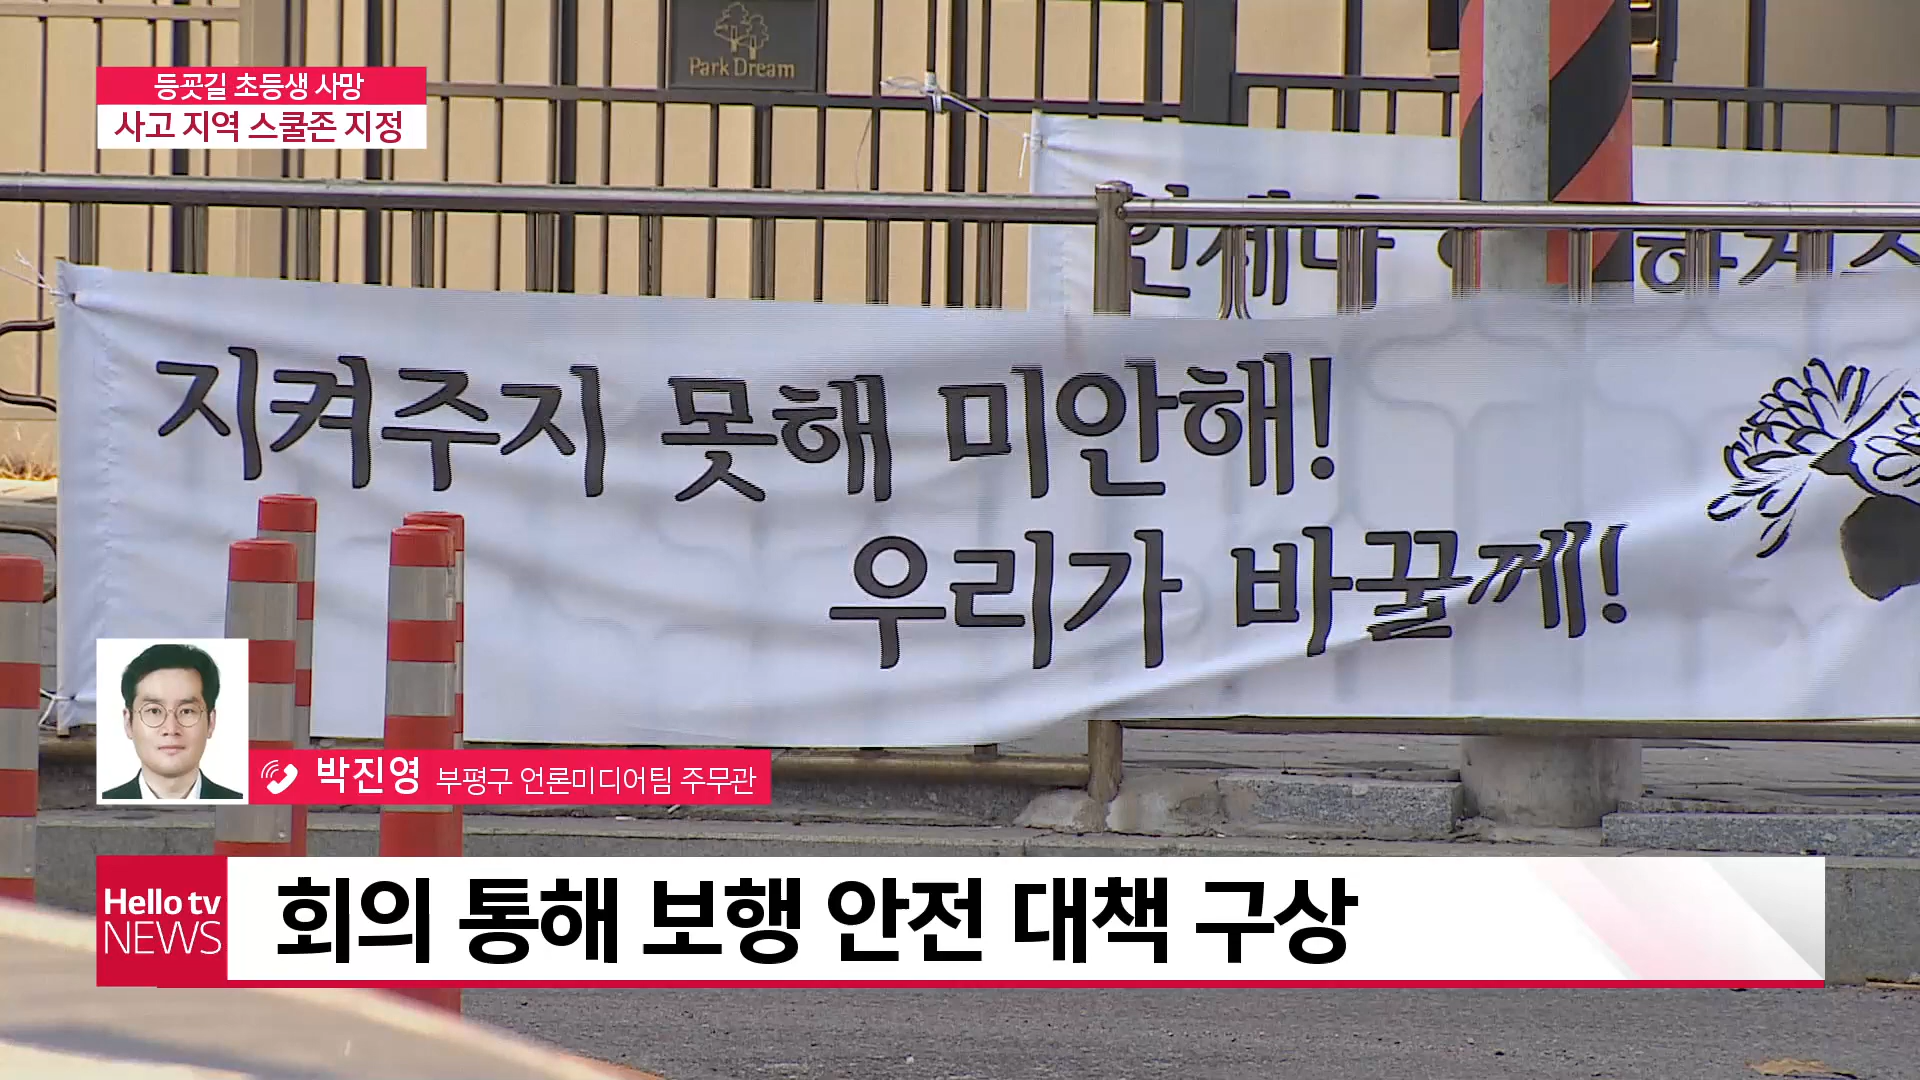 Park Dream
등굣길 초등생 사망
사고 지역 스쿨존 지정
언제나
지켜주지 못해 미안해!
우리가 바꿀께!
박진영 부평구 언론미디어팀 주무관
Hello tv
NEWS
회의 통해 보행 안전 대책 구상